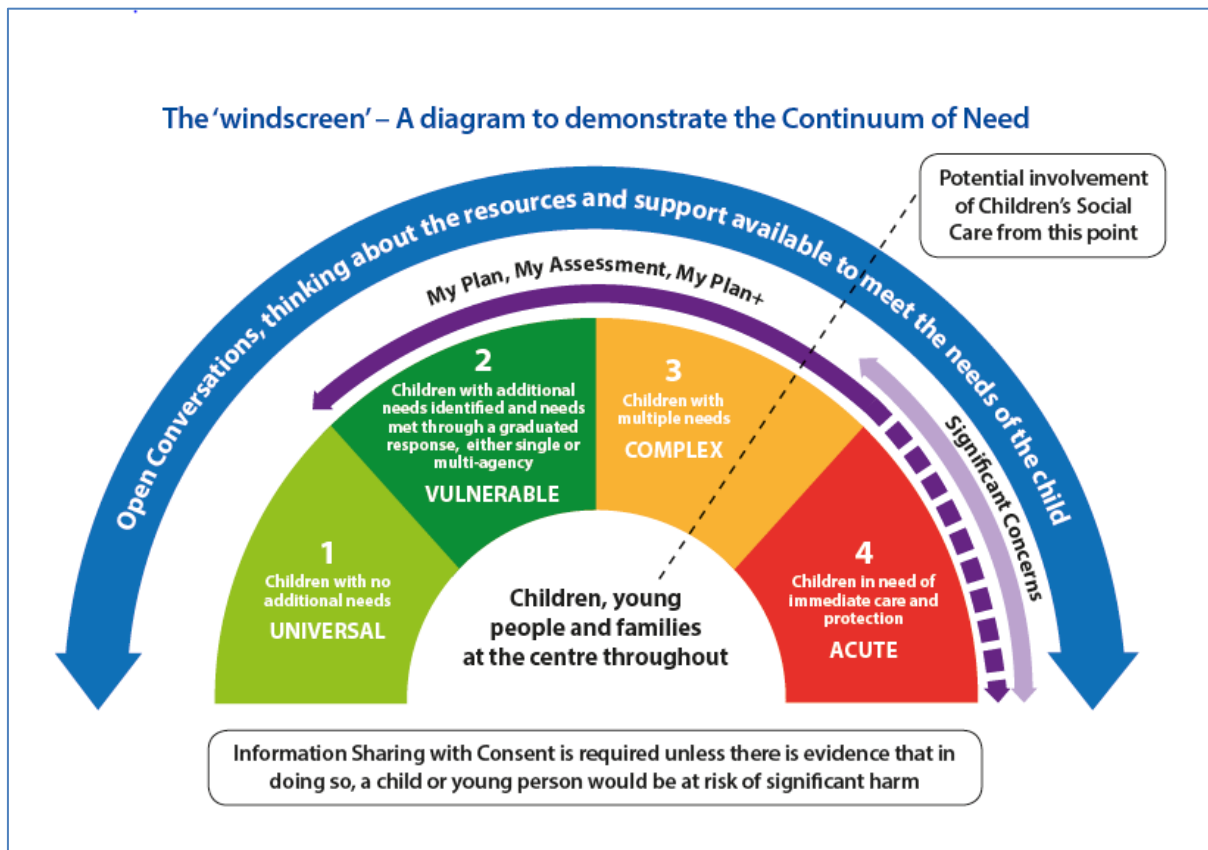 The ‘windscreen’ – A diagram to demonstrate the Continuum of Need
Potential involvement
of Children’s Social
Care from this point
Open Conversations, thinking about the resources and support available to meet the needs of the child
My Plan, My Assessment, My Plan+
Significant Concerns
1
Children with no
additional needs
UNIVERSAL
2
Children with additional
needs identified and needs
met through a graduated
response, either single or
multi-agency
VULNERABLE
3
Children with
multiple needs
COMPLEX
4
Children in need of
immediate care and
protection
ACUTE
Children, young
people and families
at the centre throughout
Information Sharing with Consent is required unless there is evidence that in
doing so, a child or young person would be at risk of significant harm